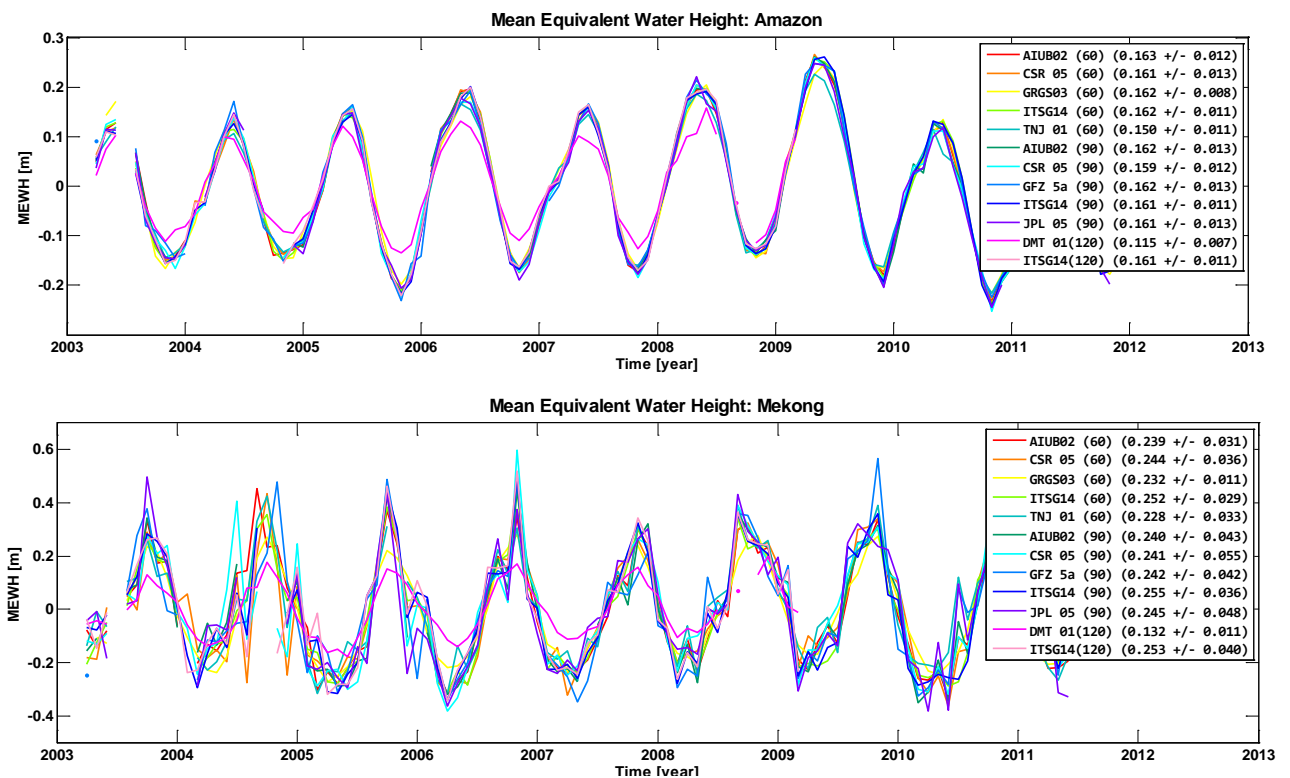 Mean Equivalent Water Height: Amazon
0.3
0.2
0.1
0
-0.1
-0.2
MEWH [m]
AIUB02 (60) (0.163 +/- 0.012)
CSR 05 (60) (0.161 +/- 0.013)
GRGS03 (60) (0.162 +/- 0.008)
ITSG14 (60) (0.162 +/- 0.011)
TNJ 01 (60) (0.150 +/- 0.011)
AIUB02 (90) (0.162 +/- 0.013)
CSR 05 (90) (0.159 +/- 0.012)
GFZ 5a (90) (0.162 +/- 0.013)
ITSG14 (90) (0.161 +/- 0.011)
JPL 05 (90) (0.161 +/- 0.013)
DMT 01(120) (0.115 +/- 0.007)
ITSG14(120) (0.161 +/- 0.011)
2003 2004 2005 2006 2007 2008 2009 2010 2011 2012 2013
Time [year]
Mean Equivalent Water Height: Mekong
0.6
0.4
0.2
0
-0.2
-0.4
MEWH [m]
AIUB02 (60) (0.239 +/- 0.031)
CSR 05 (60) (0.244 +/- 0.036)
GRGS03 (60) (0.232 +/- 0.011)
ITSG14 (60) (0.252 +/- 0.029)
TNJ 01 (60) (0.228 +/- 0.033)
AIUB02 (90) (0.240 +/- 0.043)
CSR 05 (90) (0.241 +/- 0.055)
GFZ 5a (90) (0.242 +/- 0.042)
ITSG14 (90) (0.255 +/- 0.036)
JPL 05 (90) (0.245 +/- 0.048)
DMT 01(120) (0.132 +/- 0.011)
ITSG14(120) (0.253 +/- 0.040)
2003 2004 2005 2006 2007 2008 2009 2010 2011 2012 2013
Time [year]